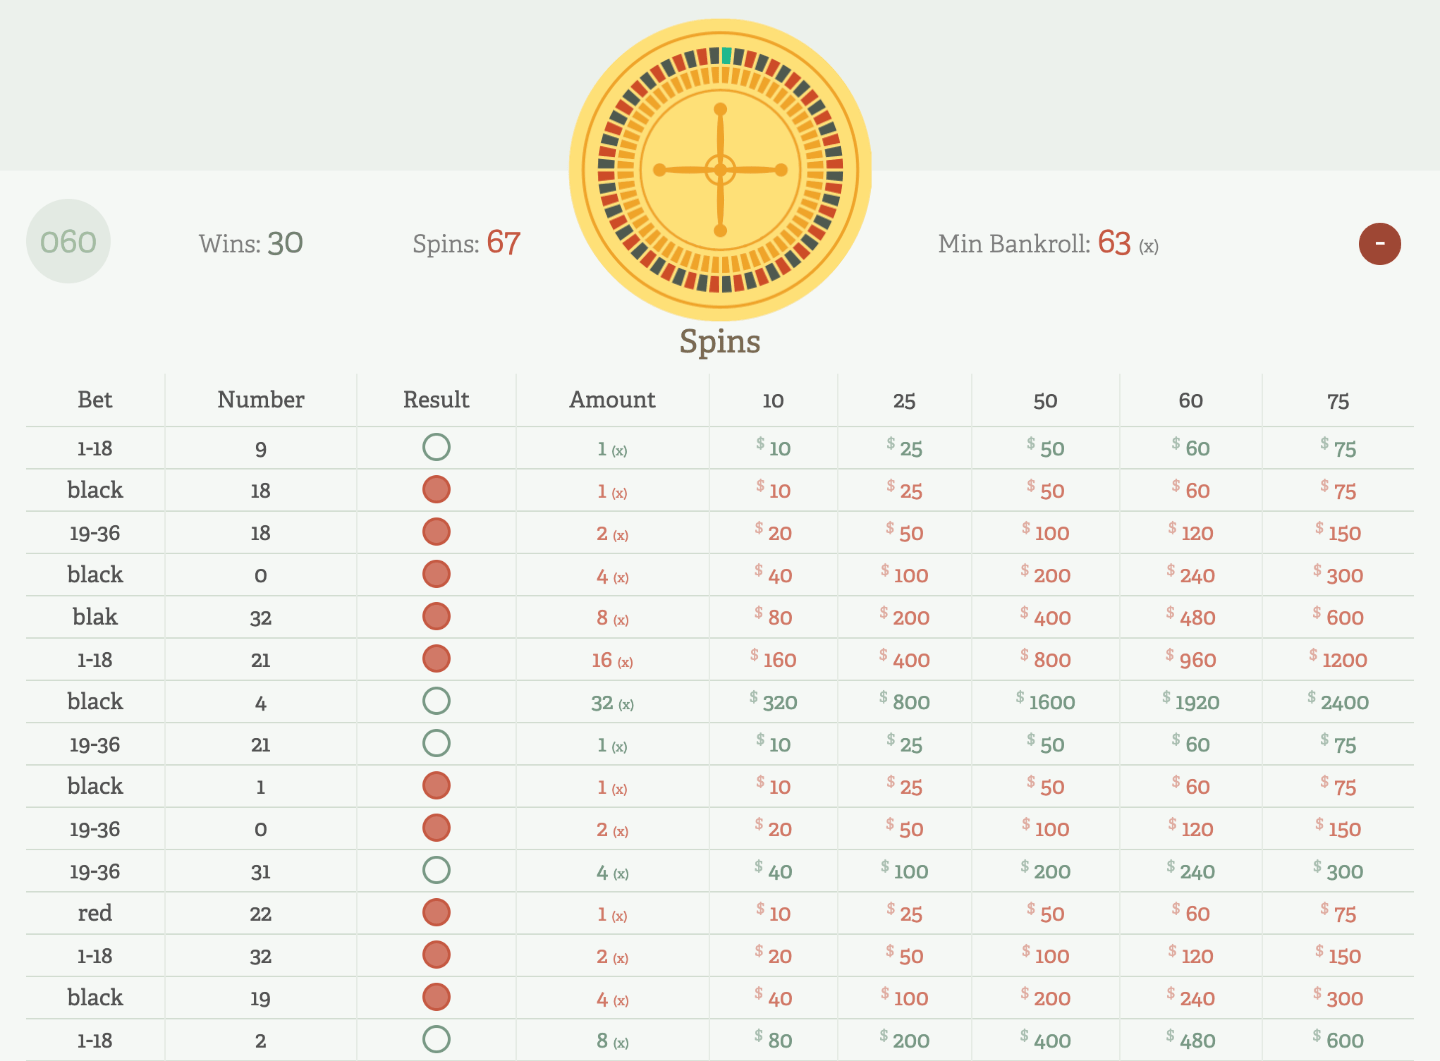 060 Wins: 30 Spins: 67 Min Bankroll: 63 (x) -
Spins
Bet Number Result Amount 10 25 50 60 75
1-18 9 1 (x) $ 10 $ 25 $ 50 $ 60 $ 75
black 18 1 (x) $ 10 $ 25 $ 50 $ 60 $ 75
19-36 18 2 (x) $ 20 $ 50 $ 100 $ 120 $ 150
black 0 4 (x) $ 40 $ 100 $ 200 $ 240 $ 300
blak 32 8 (x) $ 80 $ 200 $ 400 $ 480 $ 600
1-18 21 16 (x) $ 160 $ 400 $ 800 $ 960 $ 1200
black 4 32 (x) $ 320 $ 800 $ 1600 $ 1920 $ 2400
19-36 21 1 (x) $ 10 $ 25 $ 50 $ 60 $ 75
black 1 1 (x) $ 10 $ 25 $ 50 $ 60 $ 75
19-36 0 2 (x) $ 20 $ 50 $ 100 $ 120 $ 150
19-36 31 4 (x) $ 40 $ 100 $ 200 $ 240 $ 300
red 22 1 (x) $ 10 $ 25 $ 50 $ 60 $ 75
1-18 32 2 (x) $ 20 $ 50 $ 100 $ 120 $ 150
black 19 4 (x) $ 40 $ 100 $ 200 $ 240 $ 300
1-18 2 8 (x) $ 80 $ 200 $ 400 $ 480 $ 600